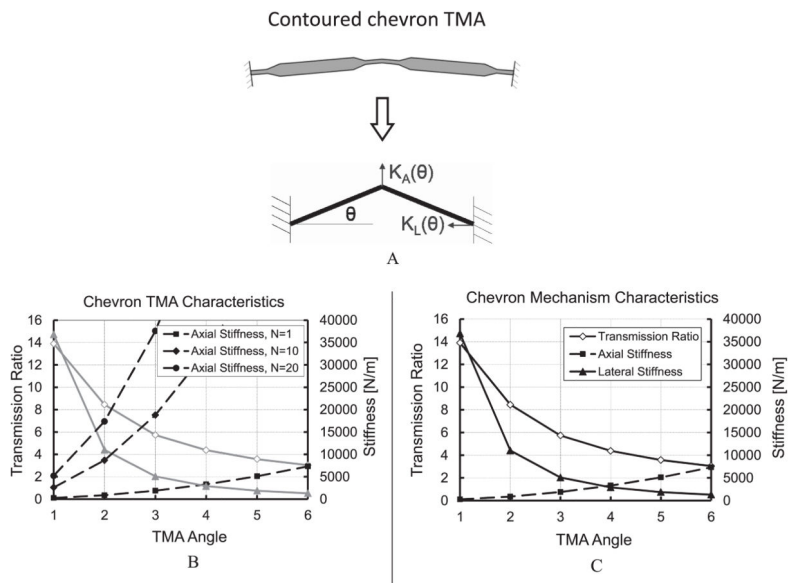 Contoured chevron TMA
K_A(θ)
θ
K_L(θ)
A
Chevron TMA Characteristics
16
14
12
10
8
6
4
2
0
Transmission Ratio
Axial Stiffness, N=1
Axial Stiffness, N=10
Axial Stiffness, N=20
40000
35000
30000
25000
20000
15000
10000
5000
0
Stiffness [N/m]
1 2 3 4 5 6
TMA Angle
B
Chevron Mechanism Characteristics
16
14
12
10
8
6
4
2
0
Transmission Ratio
Transmission Ratio
Axial Stiffness
Lateral Stiffness
40000
35000
30000
25000
20000
15000
10000
5000
0
Stiffness [N/m]
1 2 3 4 5 6
TMA Angle
C